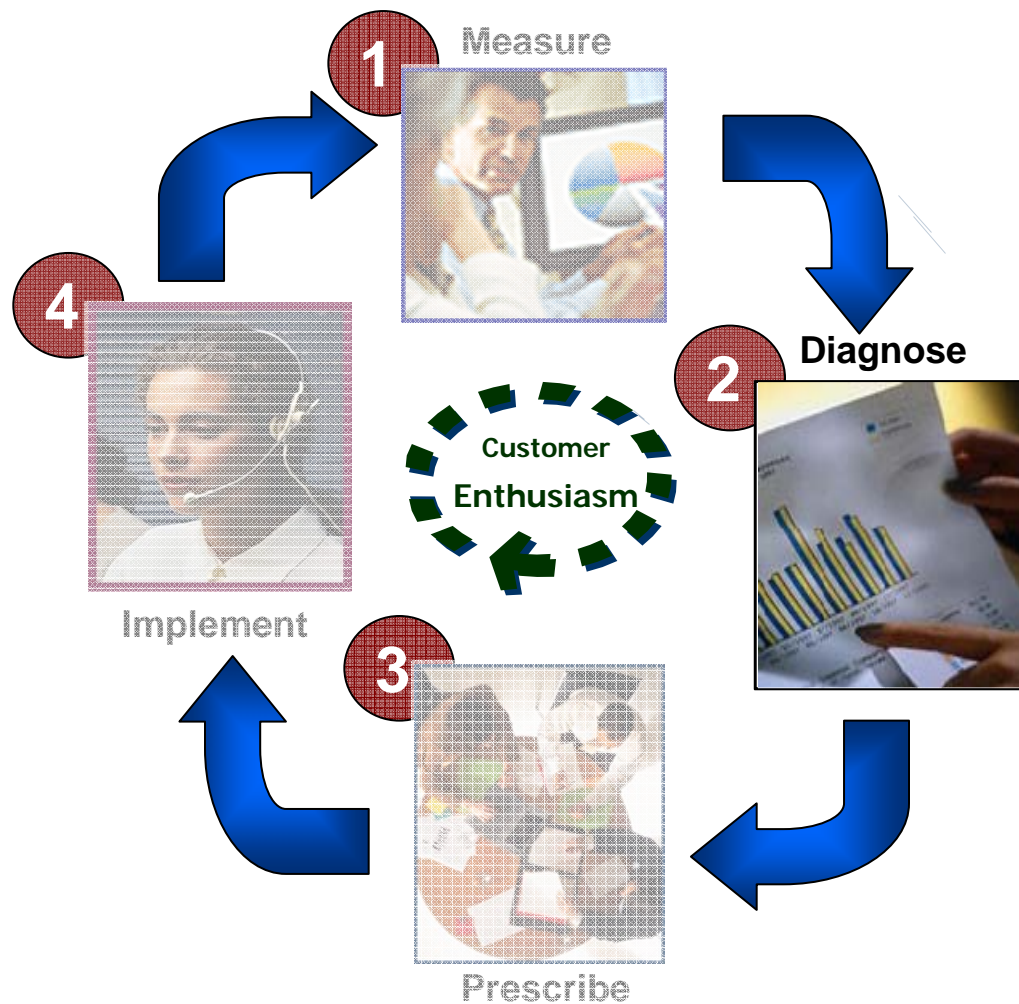 1
Measure
2
Diagnose
Customer
Enthusiasm
3
Prescribe
4
Implement